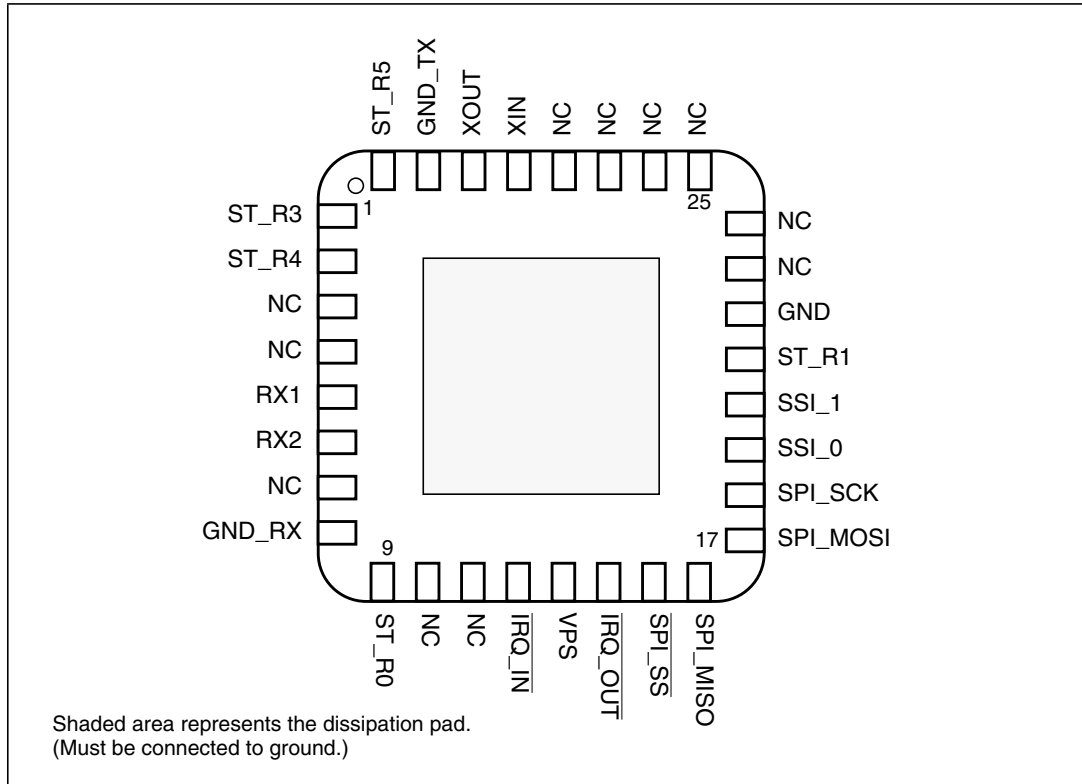 ST_R5
GND_TX
XOUT
XIN
NC
NC
NC
NC
1
25
ST_R3
ST_R4
NC
NC
RX1
RX2
NC
GND_RX
NC
NC
GND
ST_R1
SSI_1
SSI_0
SPI_SCK
SPI_MOSI
9
17
ST_R0
NC
NC
IRQ_IN
VPS
IRQ_OUT
SPI_SS
SPI_MISO
Shaded area represents the dissipation pad.
(Must be connected to ground.)